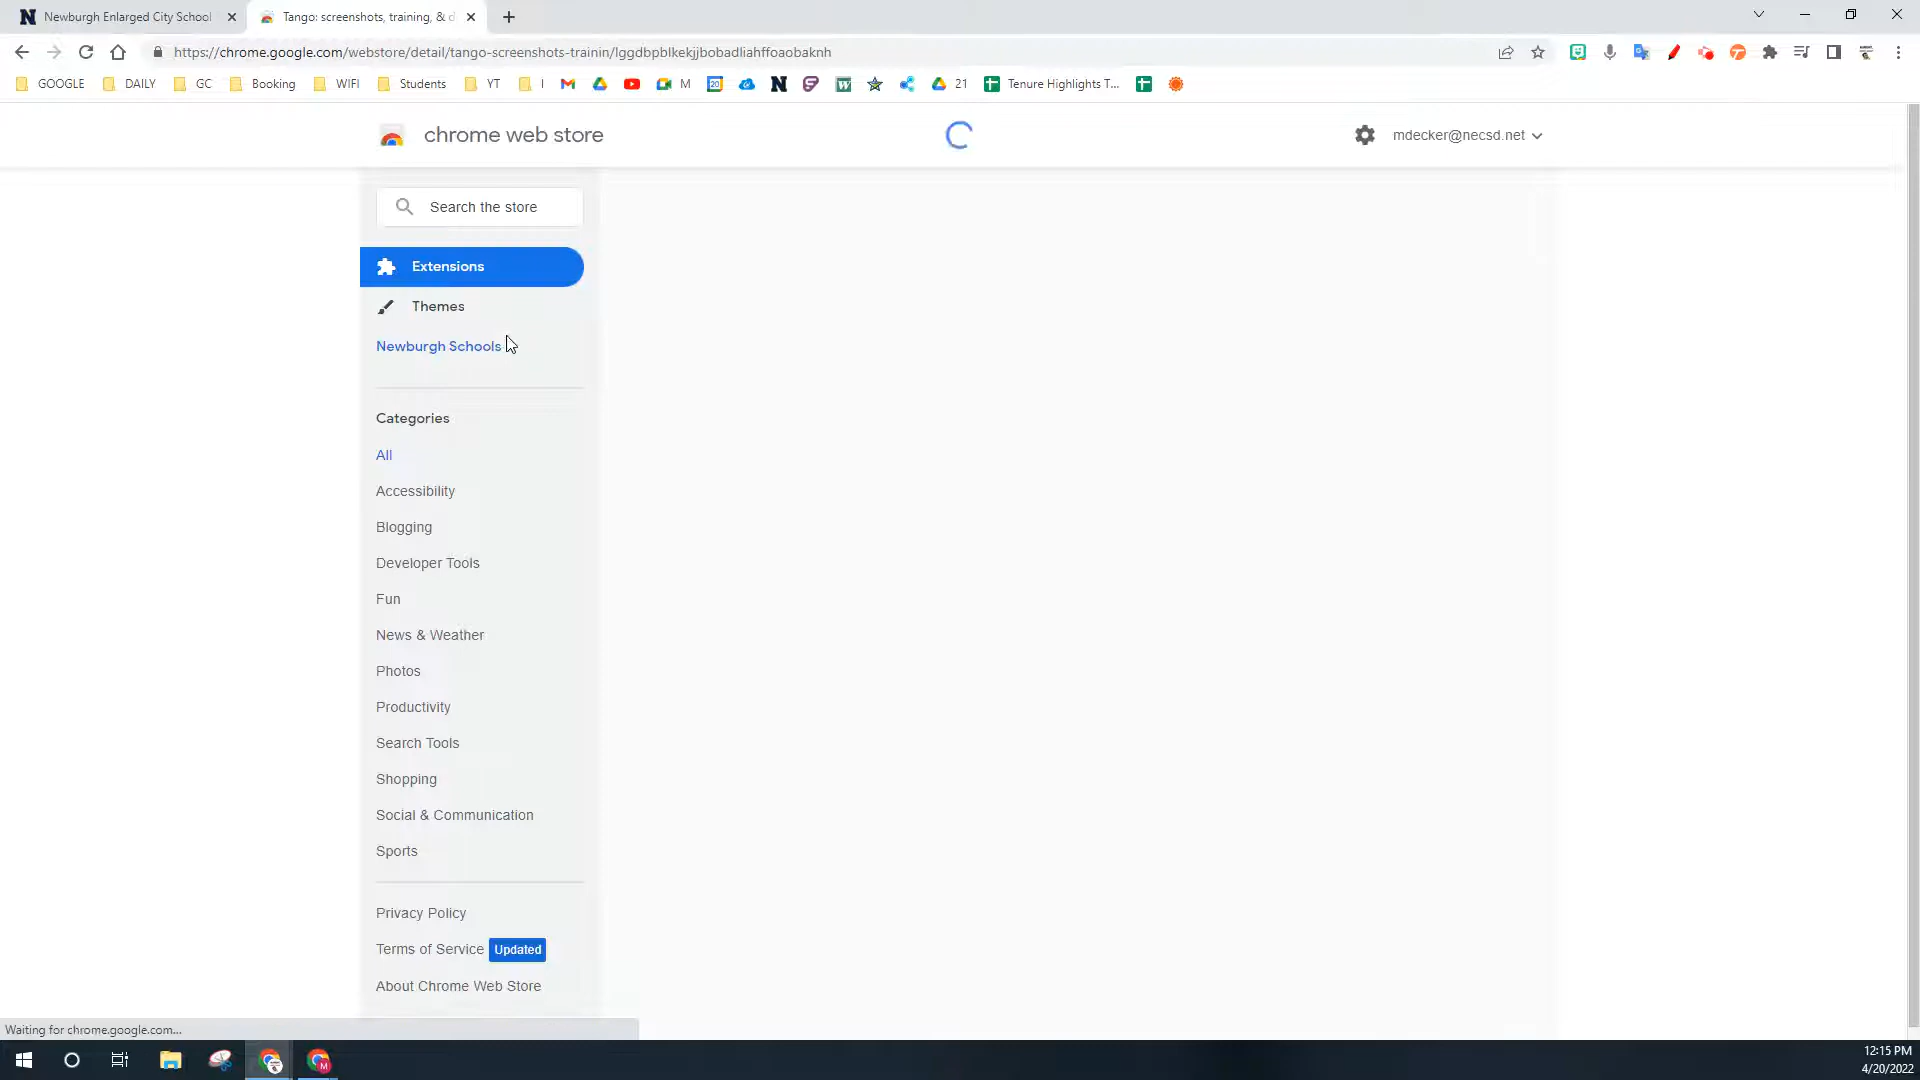 Newburgh Enlarged City School
Tango: screenshots, training, & d
https://chrome.google.com/webstore/detail/tango-screenshots-trainin/lggdbpblkekjjbobadliahffoaobaknh
GOOGLE DAILY GC Booking WIFI Students YT I M 21 Tenure Highlights T...
chrome web store
mdecker@necsd.net
Search the store
Extensions
Themes
Newburgh Schools
Categories
All
Accessibility
Blogging
Developer Tools
Fun
News & Weather
Photos
Productivity
Search Tools
Shopping
Social & Communication
Sports
Privacy Policy
Terms of Service Updated
About Chrome Web Store
Waiting for chrome.google.com...
12:15 PM
4/20/2022